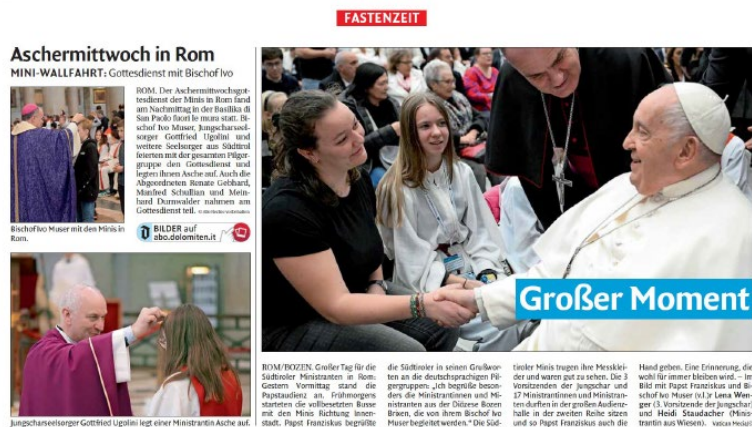 FASTENZEIT
Aschermittwoch in Rom
MINI-WALLFAHRT: Gottesdienst mit Bischof Ivo
ROM. Der Aschermittwochsgot-
tesdienst der Minis in Rom fand
am Nachmittag in der Basilika di
San Paolo fuori le mura statt. Bi-
schof Ivo Muser, Jungscharseel-
sorger Gottfried Ugolini und
weitere Seelsorger aus Südtirol
feierten mit der gesamten Pilger-
gruppe den Gottesdienst und
legten ihnen Asche auf. Auch die
Abgeordneten Renate Gebhard,
Manfred Schullian und Mein-
hard Durnwalder nahmen am
Gottesdienst teil.
Bischof Ivo Muser mit den Minis in
Rom.
BILDER auf
abo.dolomiten.it
Jungscharseelsorger Gottfried Ugolini legt einer Ministrantin Asche auf.
Großer Moment
ROM/BOZEN. Großer Tag für die
Südtiroler Ministranten in Rom:
Gestern Vormittag stand die
Papstaudienz an. Frühmorgens
starteten die vollbesetzten Busse
mit den Minis Richtung Innen-
stadt. Papst Franziskus begrüßte
die Südtiroler in seinen Grußwor-
ten an die deutschsprachigen Pil-
gergruppen: „Ich begrüße beson-
ders die Ministrantinnen und Mi-
nistranten aus der Diözese Bozen
Brixen, die von ihrem Bischof Ivo
Muser begleitet werden.“ Die Süd-
tiroler Minis trugen ihre Messklei-
der und waren gut zu sehen. Die 3
Vorsitzenden der Jungschar und
17 Ministrantinnen und Ministran-
ten durften in der großen Audienz-
halle in der zweiten Reihe sitzen
und so Papst Franziskus auch die
Hand geben. Eine Erinnerung, die
wohl für immer bleiben wird. – Im
Bild mit Papst Franziskus und Bi-
schof Ivo Muser (v.l.) Lena Wen-
ger (3. Vorsitzende der Jungschar)
und Heidi Staudacher (Minis-
trantin aus Wiesen). Vatican Media